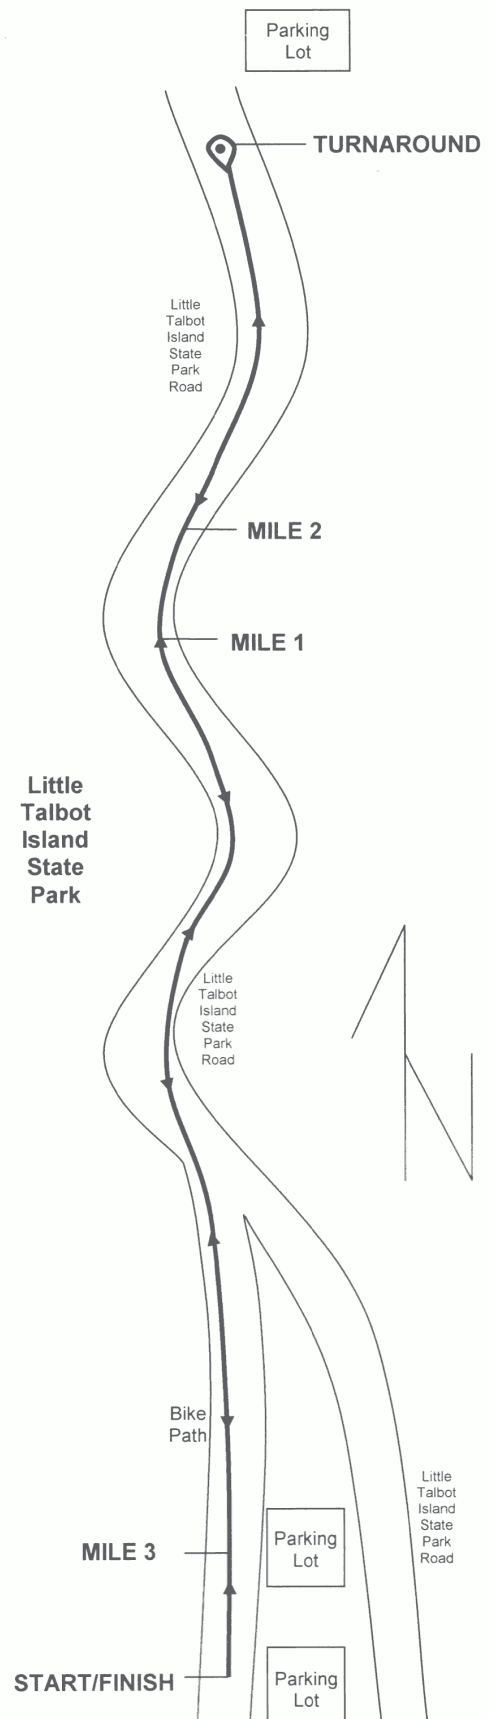 Parking
Lot
TURNAROUND
Little
Talbot
Island
State
Park
Road
MILE 2
MILE 1
Little
Talbot
Island
State
Park
Little
Talbot
Island
State
Park
Road
N
Bike
Path
Little
Talbot
Island
State
Park
Road
Parking
Lot
MILE 3
START/FINISH
Parking
Lot